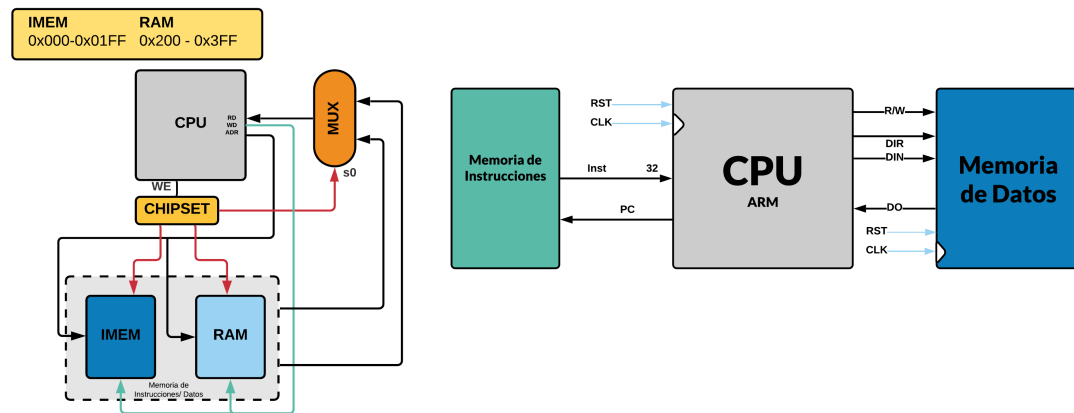 IMEM RAM
0x000-0x01FF 0x200 - 0x3FF
CPU
RD
WD
ADR
MUX
s0
WE
CHIPSET
IMEM
RAM
Memoria de
Instrucciones/ Datos
Memoria de
Instrucciones
RST
CLK
Inst 32
PC
CPU
ARM
R/W
DIR
DIN
DO
RST
CLK
Memoria
de Datos